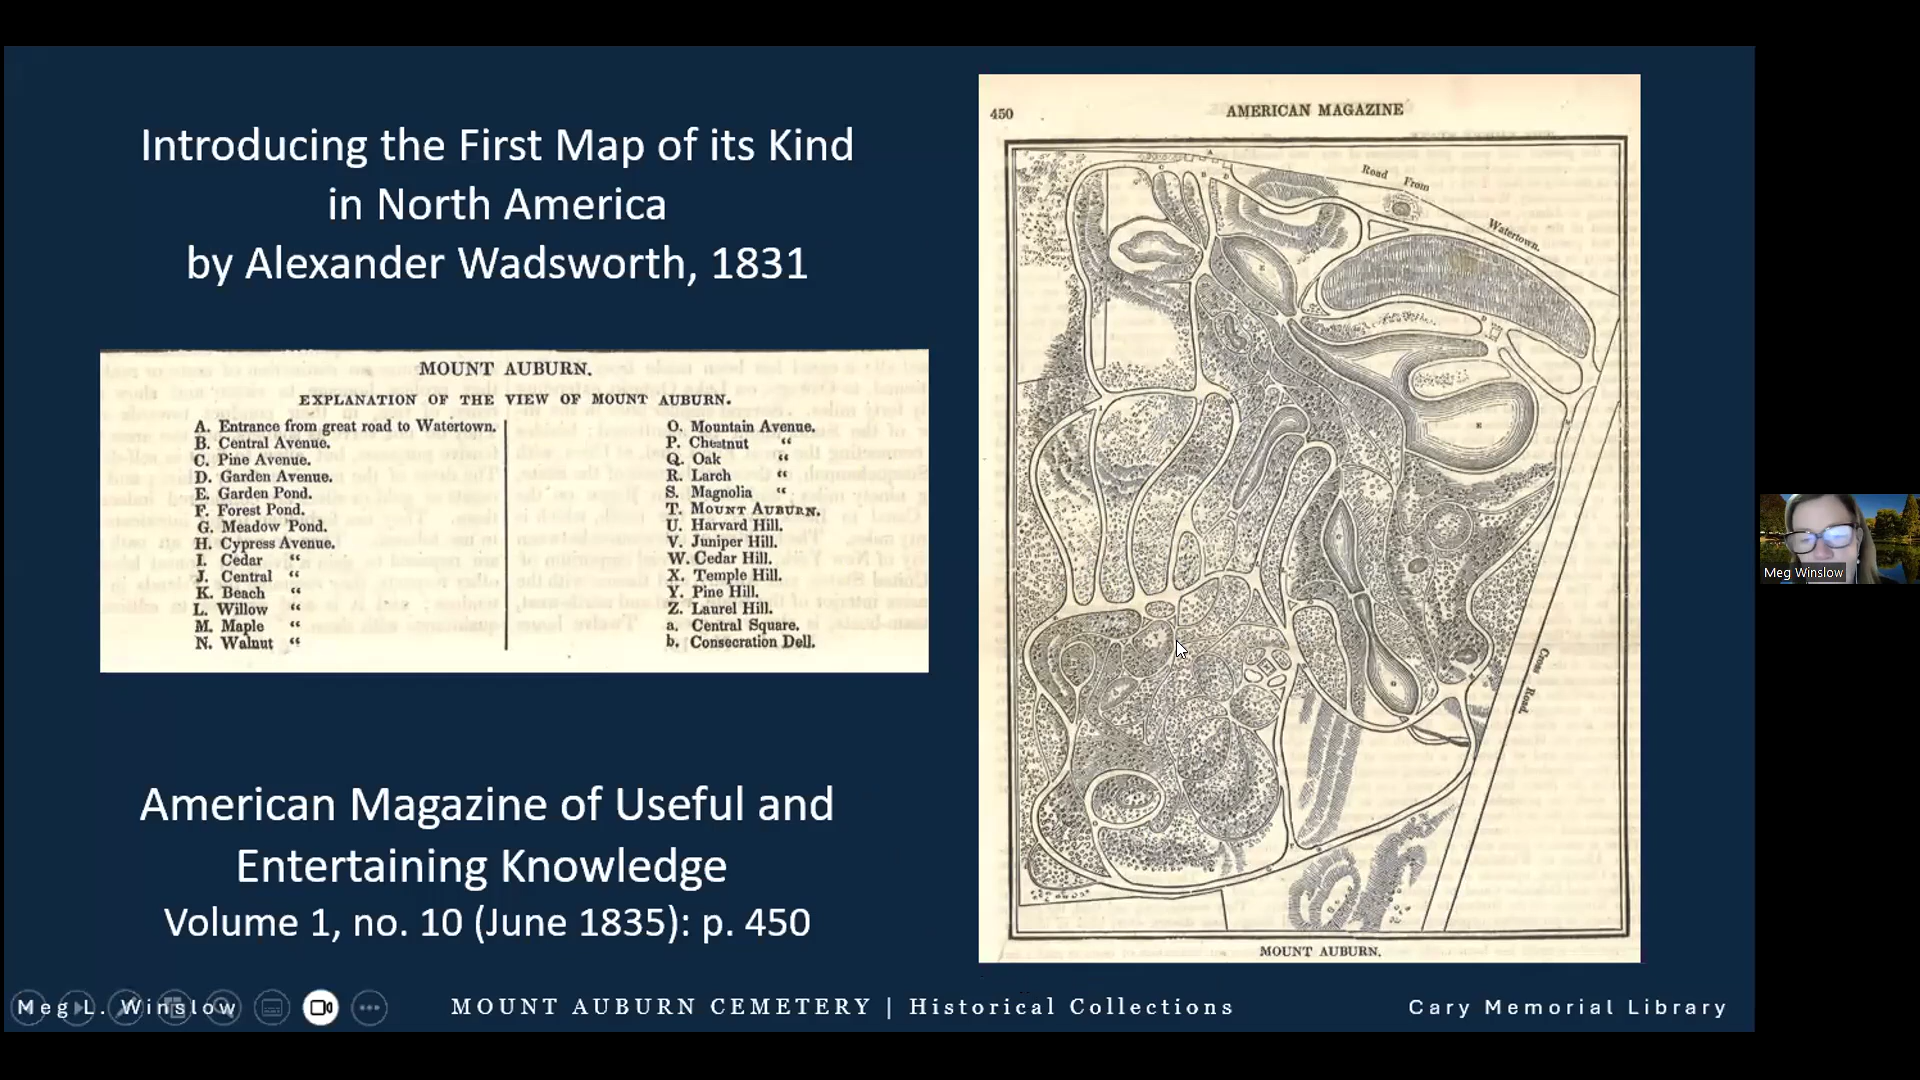 Introducing the First Map of its Kind
in North America
by Alexander Wadsworth, 1831
MOUNT AUBURN.
EXPLANATION OF THE VIEW OF MOUNT AUBURN.
A. Entrance from great road to Watertown.
B. Central Avenue.
C. Pine Avenue.
D. Garden Avenue.
E. Garden Pond.
F. Forest Pond.
G. Meadow Pond.
H. Cypress Avenue.
I. Cedar “
J. Central “
K. Beach “
L. Willow “
M. Maple “
N. Walnut “
O. Mountain Avenue.
P. Chestnut “
Q. Oak “
R. Larch “
S. Magnolia “
T. MOUNT AUBURN.
U. Harvard Hill.
V. Juniper Hill.
W. Cedar Hill.
X. Temple Hill.
Y. Pine Hill.
Z. Laurel Hill.
a. Central Square.
b. Consecration Dell.
American Magazine of Useful and
Entertaining Knowledge
Volume 1, no. 10 (June 1835): p. 450
450 AMERICAN MAGAZINE
Road From
Watertown.
Cross
Road.
MOUNT AUBURN.
Meg Winslow
Meg L. Winslow
MOUNT AUBURN CEMETERY | Historical Collections
Cary Memorial Library